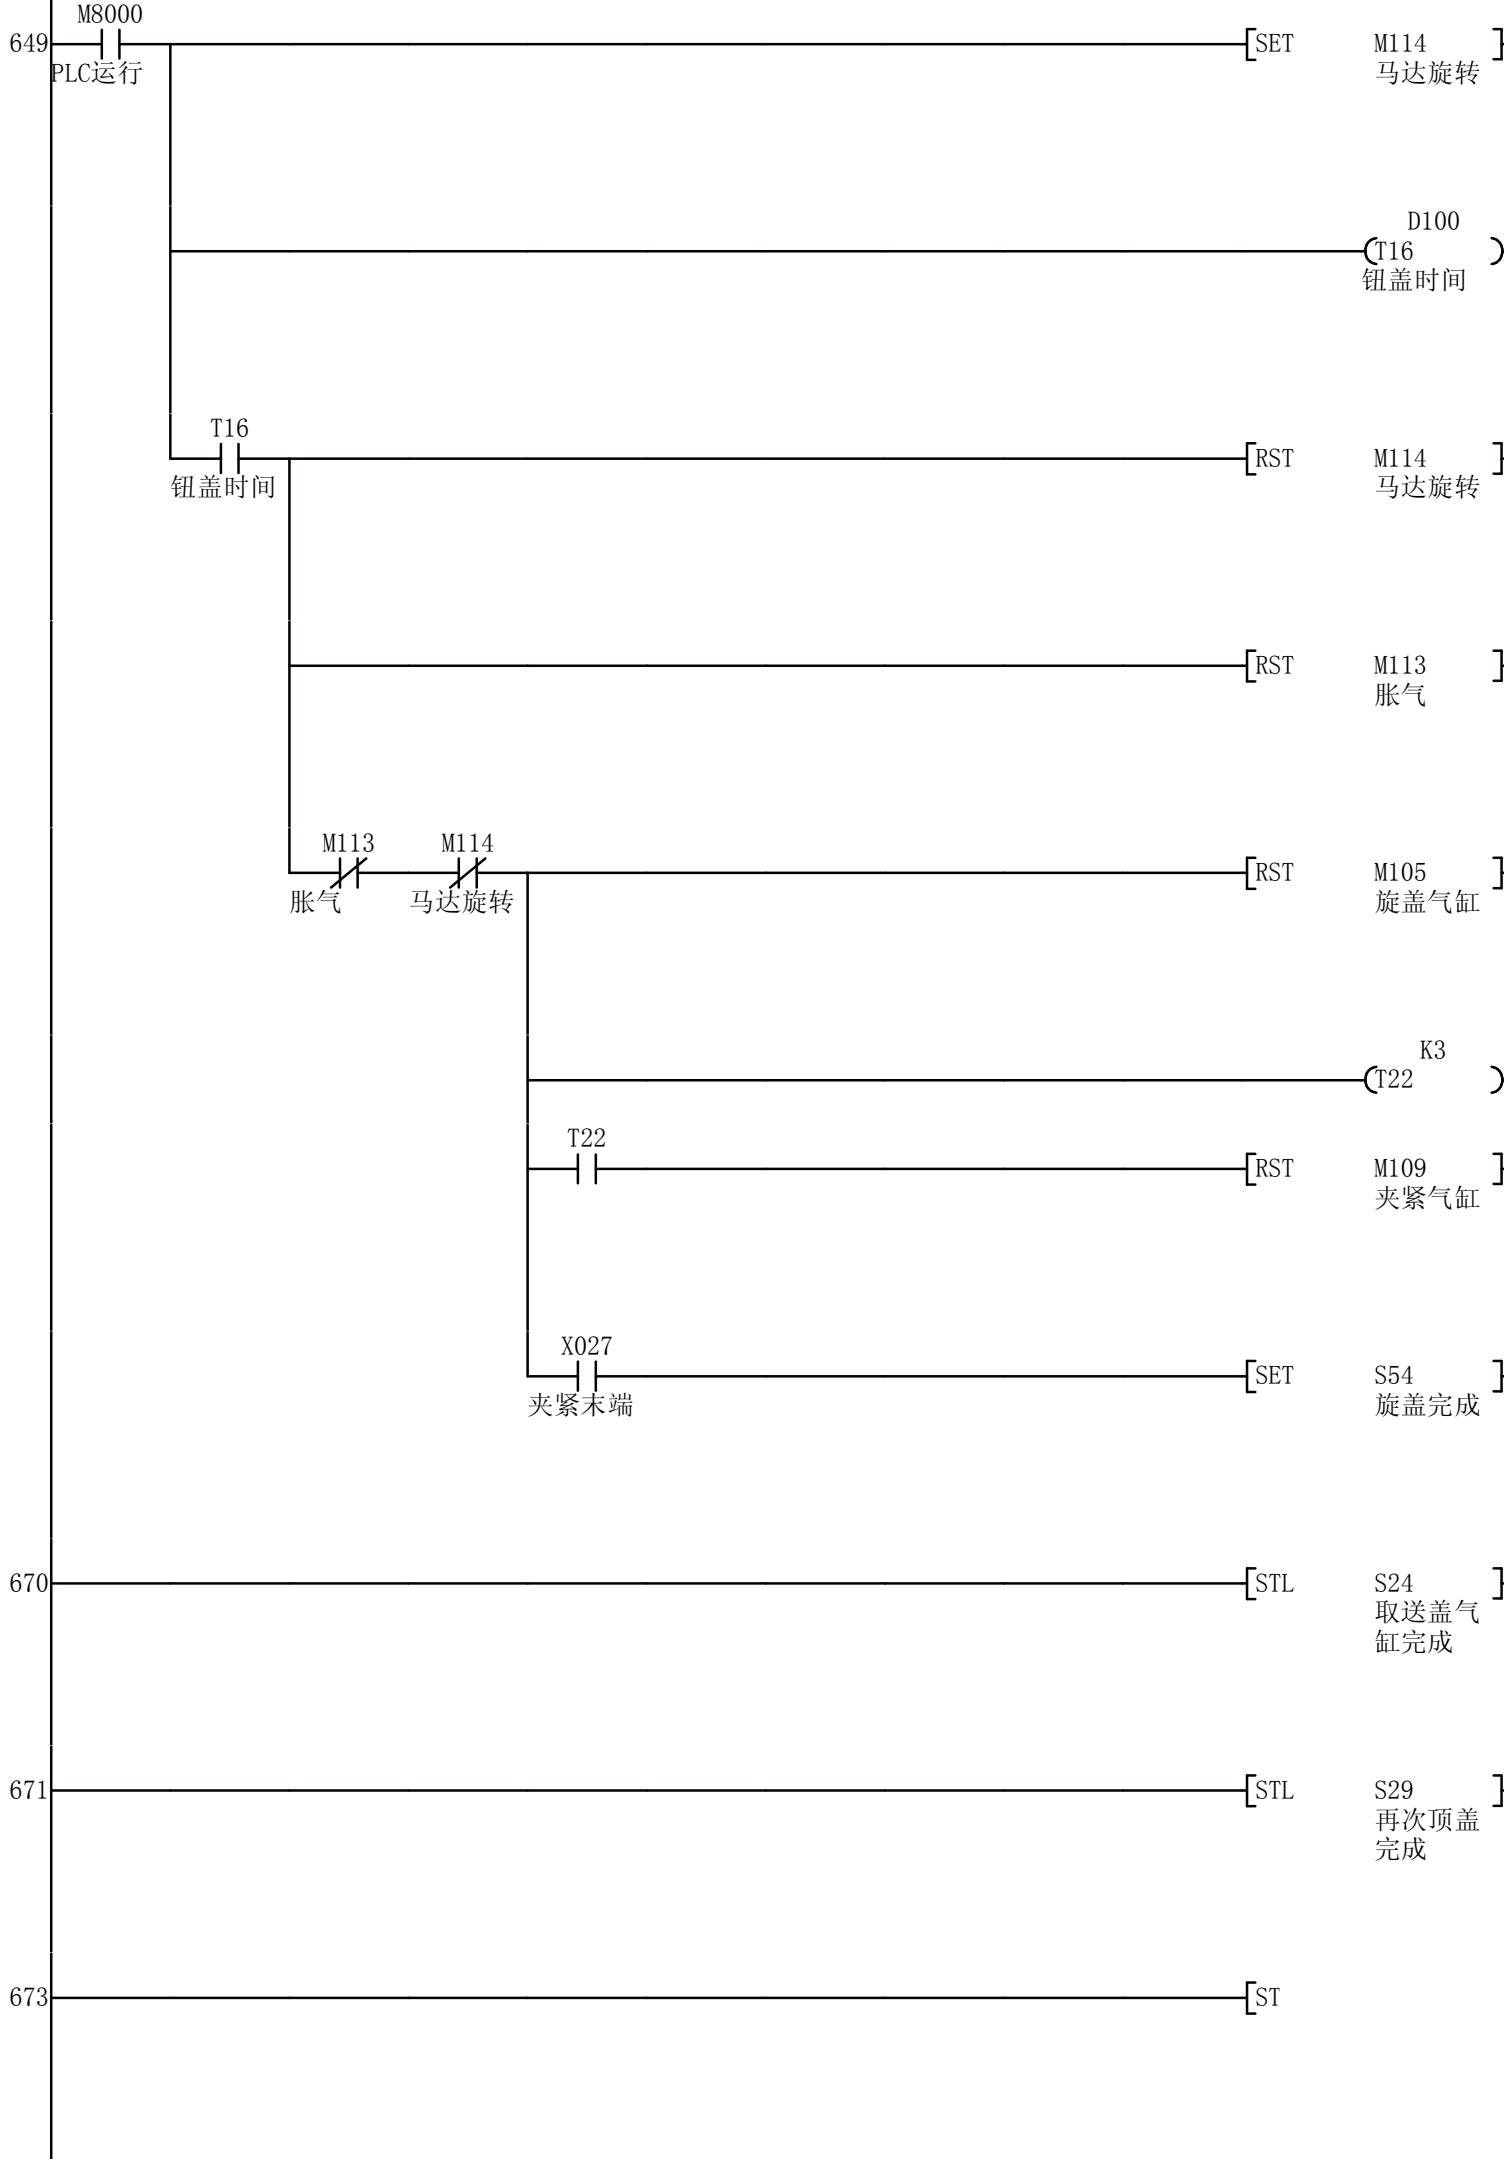 M8000
649 SET M114
PLC运行 马达旋转
D100
T16
钮盖时间
T16
RST M114
钮盖时间 马达旋转
RST M113
胀气
M113 M114
RST M105
胀气 马达旋转 旋盖气缸
K3
T22
T22
RST M109
夹紧气缸
X027
SET S54
夹紧末端 旋盖完成
670 STL S24
取送盖气
缸完成
671 STL S29
再次顶盖
完成
673 ST